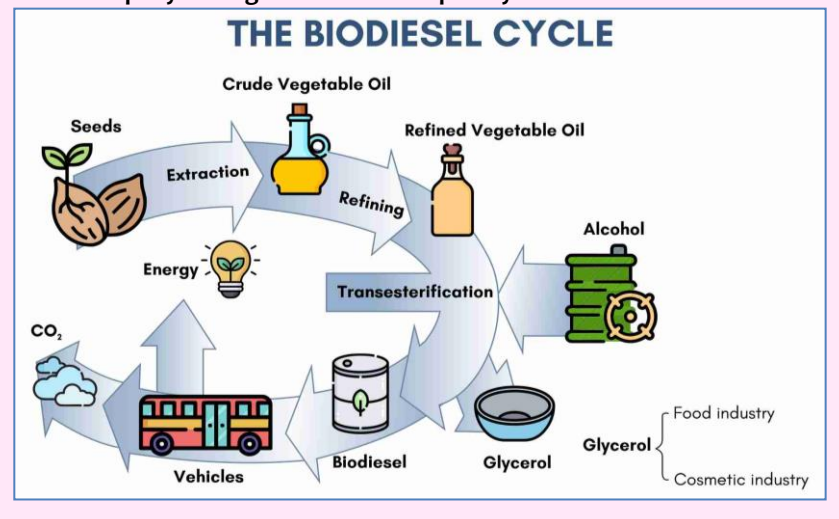 THE BIODIESEL CYCLE
Crude Vegetable Oil
Seeds
Refined Vegetable Oil
Extraction
Refining
Alcohol
Energy
Transesterification
CO₂
Food industry
Glycerol
Biodiesel
Glycerol
Vehicles
Cosmetic industry